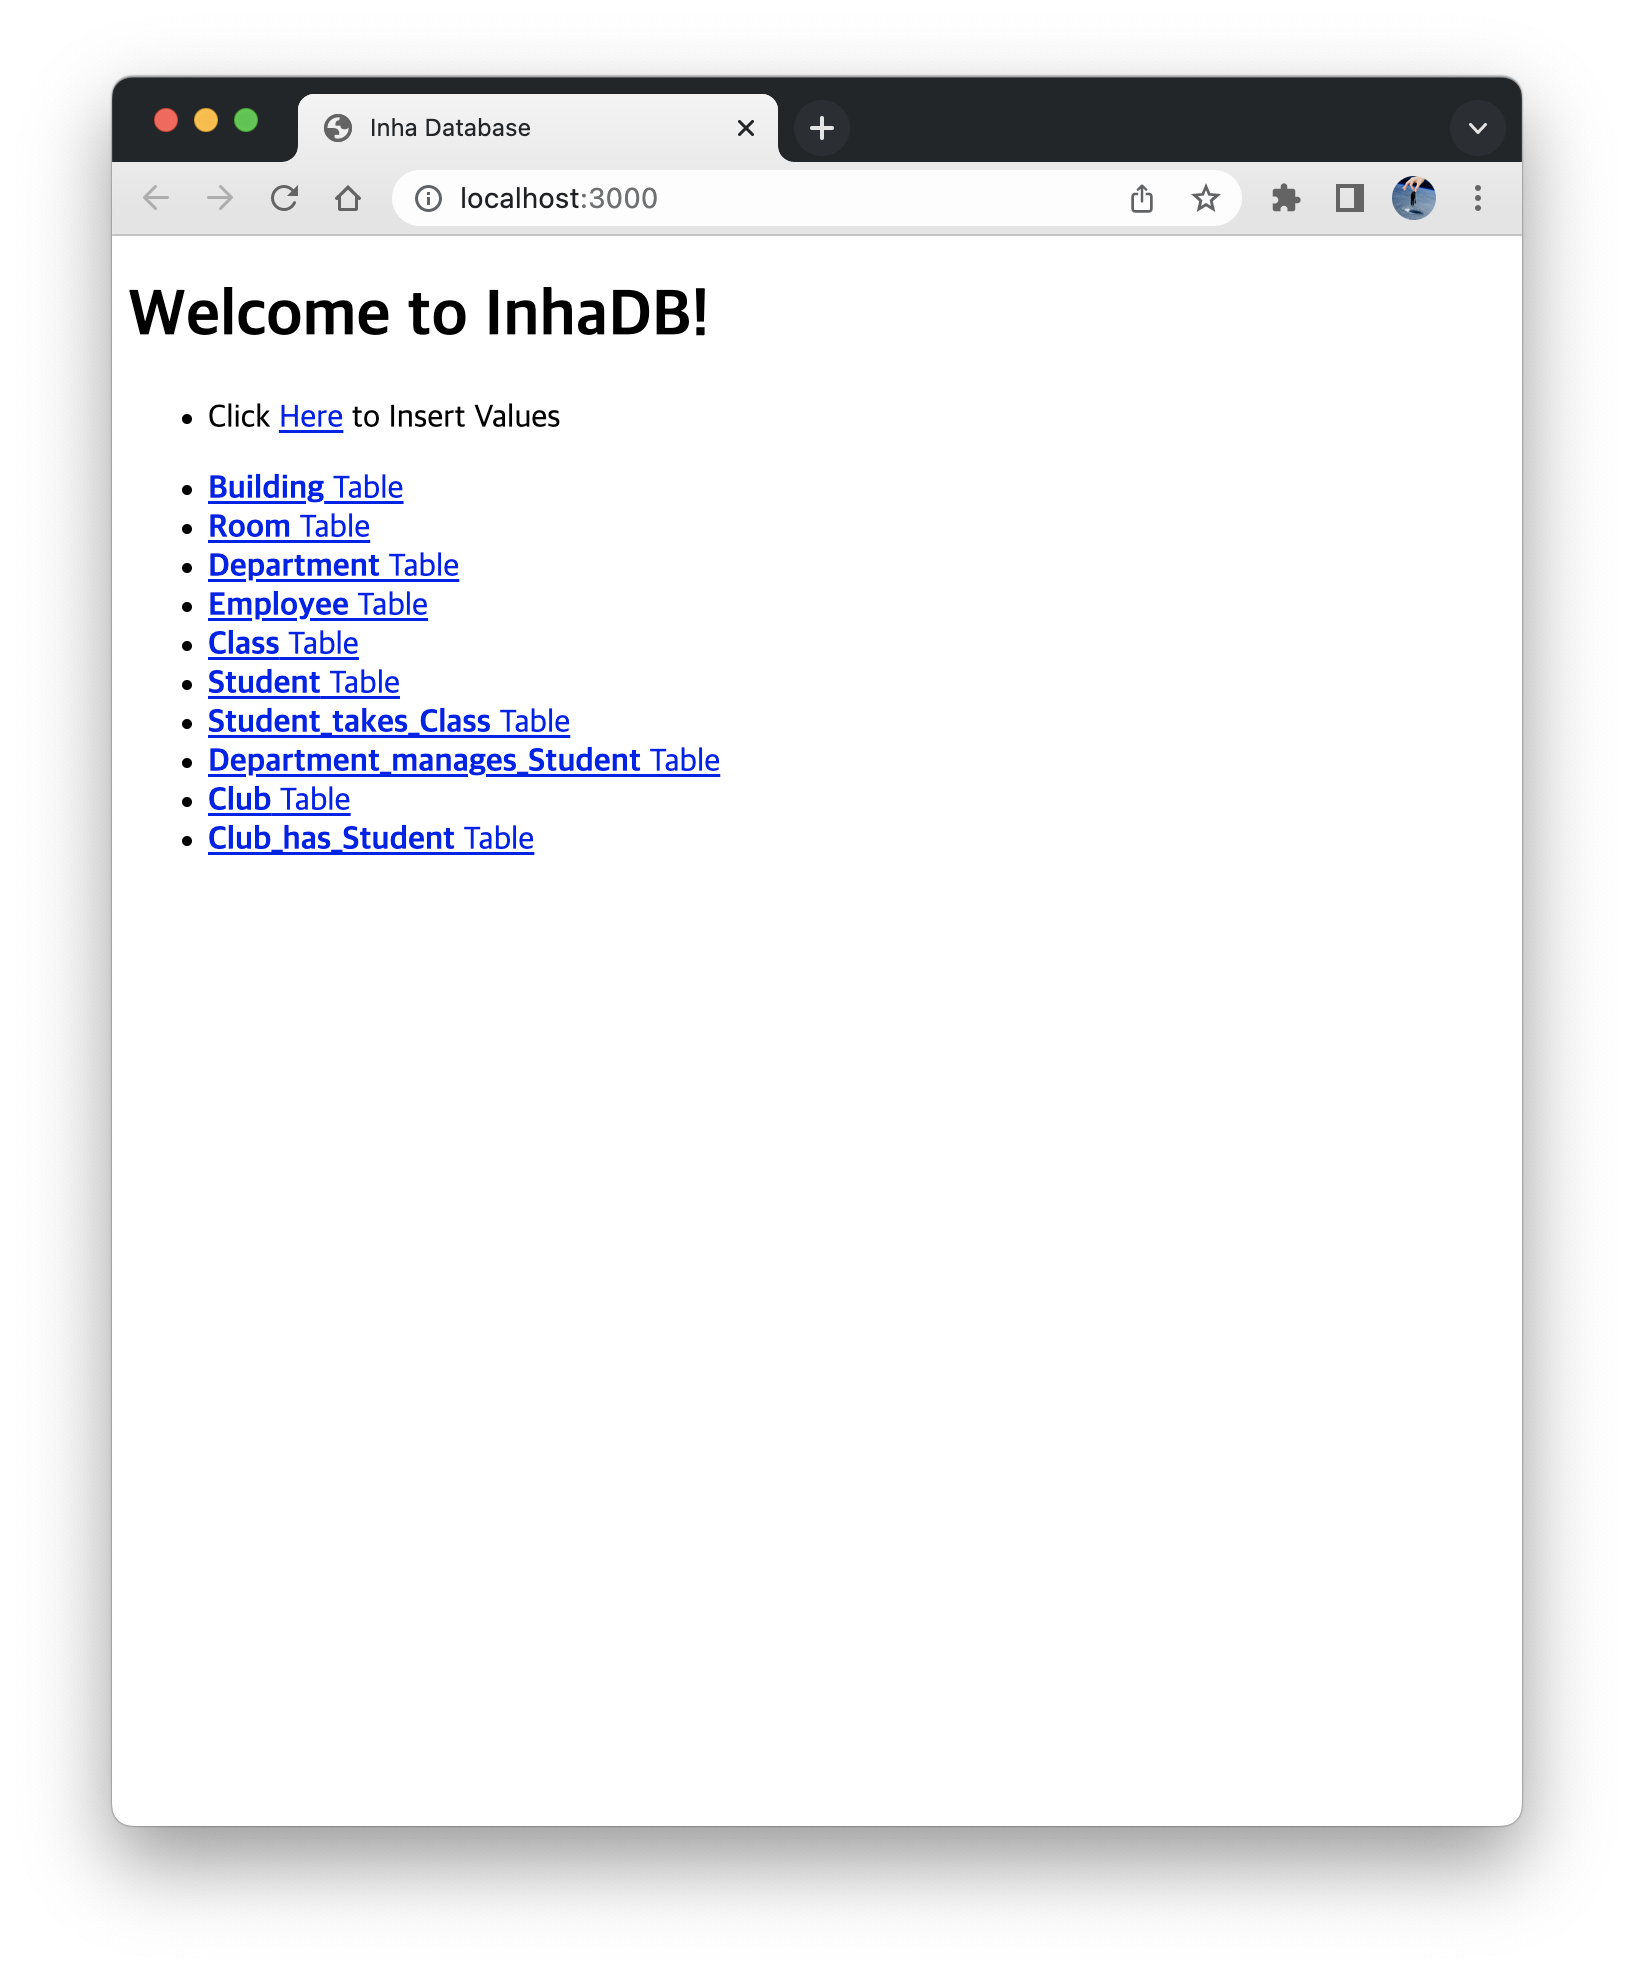 Inha Database
localhost:3000
Welcome to InhaDB!
Click Here to Insert Values
Building Table
Room Table
Department Table
Employee Table
Class Table
Student Table
Student_takes_Class Table
Department_manages_Student Table
Club Table
Club_has_Student Table